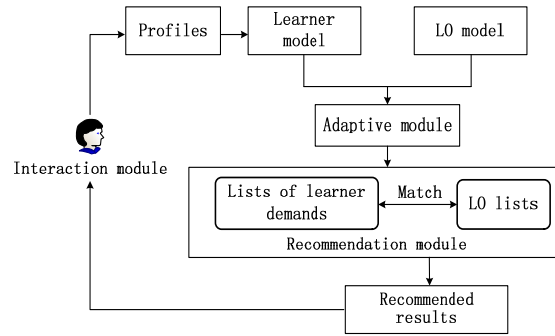 Profiles
Learner
model
LO model
Adaptive module
Interaction module
Lists of learner
demands
Match
LO lists
Recommendation module
Recommended
results